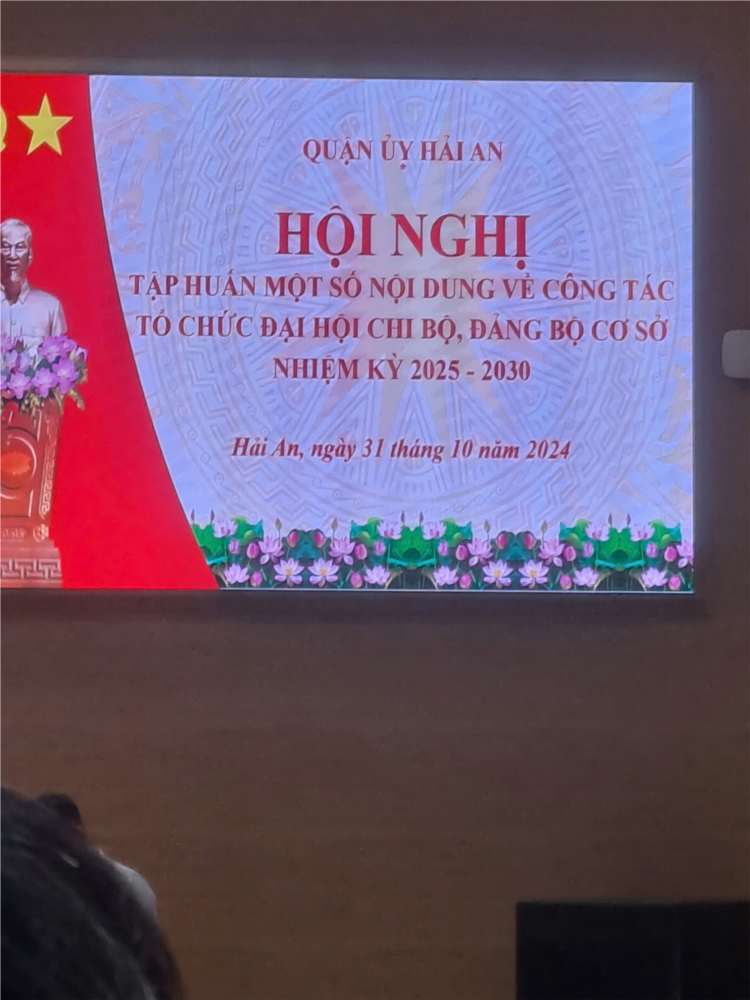 QUẬN ỦY HẢI AN
HỘI NGHỊ
TẬP HUẤN MỘT SỐ NỘI DUNG VỀ CÔNG TÁC
TỔ CHỨC ĐẠI HỘI CHI BỘ, ĐẢNG BỘ CƠ SỞ
NHIỆM KỲ 2025 - 2030
Hải An, ngày 31 tháng 10 năm 2024